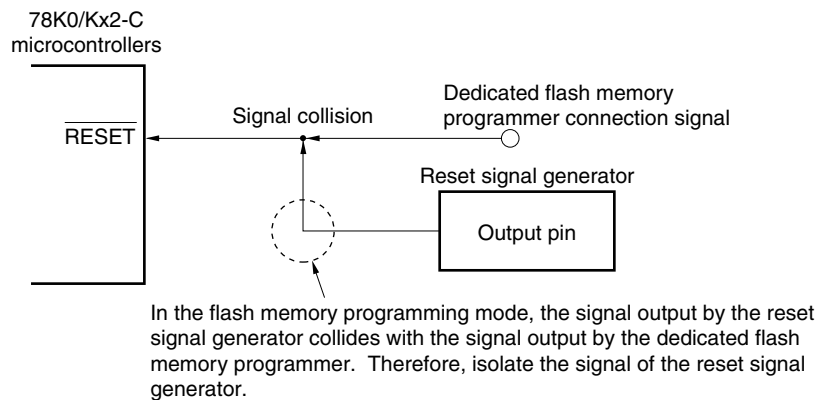 78K0/Kx2-C
microcontrollers
Signal collision
Dedicated flash memory
programmer connection signal
RESET
Reset signal generator
Output pin
In the flash memory programming mode, the signal output by the reset
signal generator collides with the signal output by the dedicated flash
memory programmer.  Therefore, isolate the signal of the reset signal
generator.